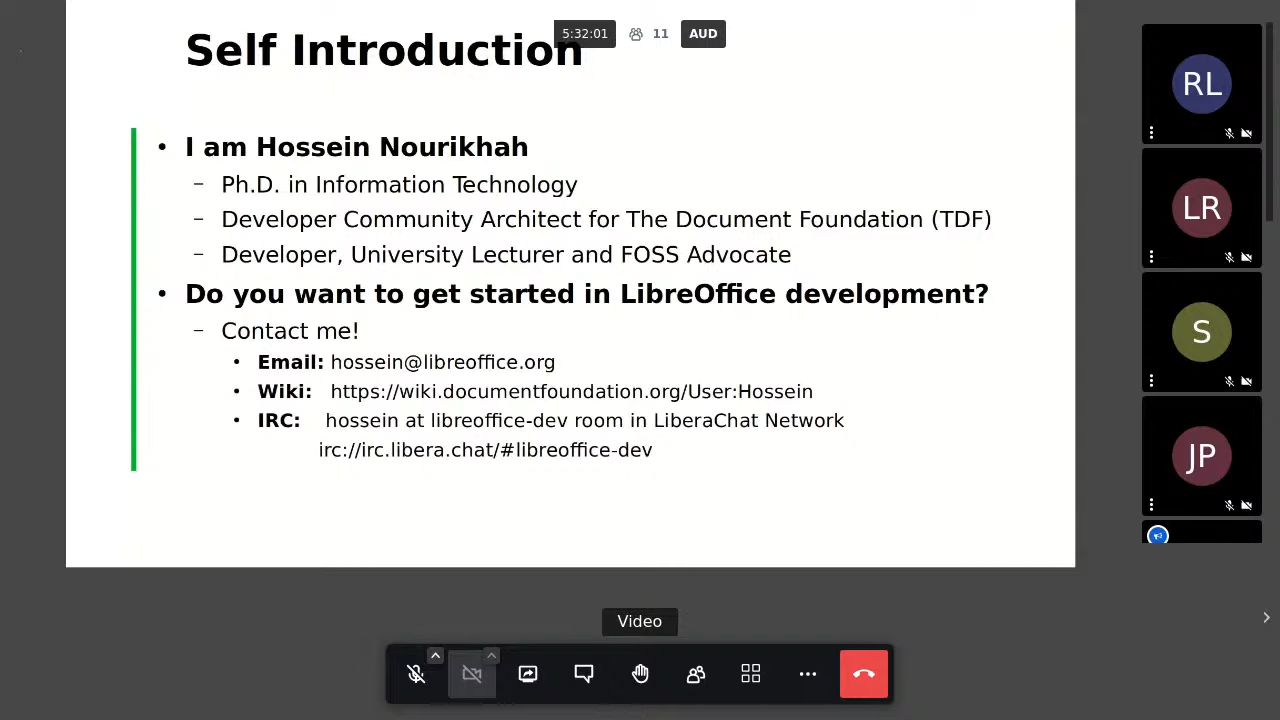 Self Introduction
5:32:01 11 AUD
• I am Hossein Nourikhah
– Ph.D. in Information Technology
– Developer Community Architect for The Document Foundation (TDF)
– Developer, University Lecturer and FOSS Advocate
• Do you want to get started in LibreOffice development?
– Contact me!
• Email: hossein@libreoffice.org
• Wiki: https://wiki.documentfoundation.org/User:Hossein
• IRC: hossein at libreoffice-dev room in LiberaChat Network
irc://irc.libera.chat/#libreoffice-dev
RL
LR
S
JP
Video